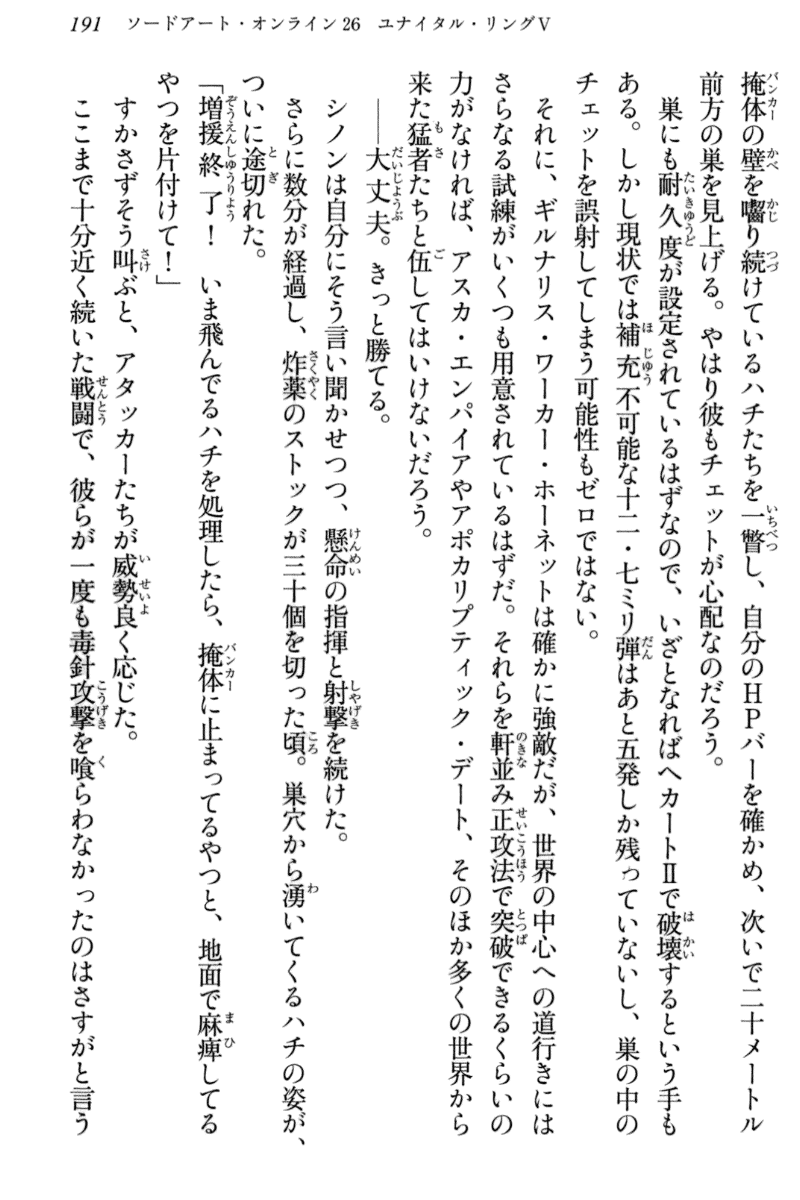 191　ソードアート・オンライン26　ユナイタル・リングⅤ
掩体の壁を囓り続けているハチたちを一瞥し、自分のＨＰバーを確かめ、次いで二十メートル
前方の巣を見上げる。やはり彼もチェットが心配なのだろう。
　巣にも耐久度が設定されているはずなので、いざとなればヘカートⅡで破壊するという手も
ある。しかし現状では補充不可能な十二・七ミリ弾はあと五発しか残っていないし、巣の中の
チェットを誤射してしまう可能性もゼロではない。
　それに、ギルナリス・ワーカー・ホーネットは確かに強敵だが、世界の中心への道行きには
さらなる試練がいくつも用意されているはずだ。それらを軒並み正攻法で突破できるくらいの
力がなければ、アスカ・エンパイアやアポカリプティック・デート、そのほか多くの世界から
来た猛者たちと伍してはいけないだろう。
　――大丈夫。きっと勝てる。
　シノンは自分にそう言い聞かせつつ、懸命の指揮と射撃を続けた。
　さらに数分が経過し、炸薬のストックが三十個を切った頃。巣穴から湧いてくるハチの姿が、
ついに途切れた。
「増援終了！　いま飛んでるハチを処理したら、掩体に止まってるやつと、地面で麻痺してる
やつを片付けて！」
　すかさずそう叫ぶと、アタッカーたちが威勢良く応じた。
　ここまで十分近く続いた戦闘で、彼らが一度も毒針攻撃を喰らわなかったのはさすがと言う